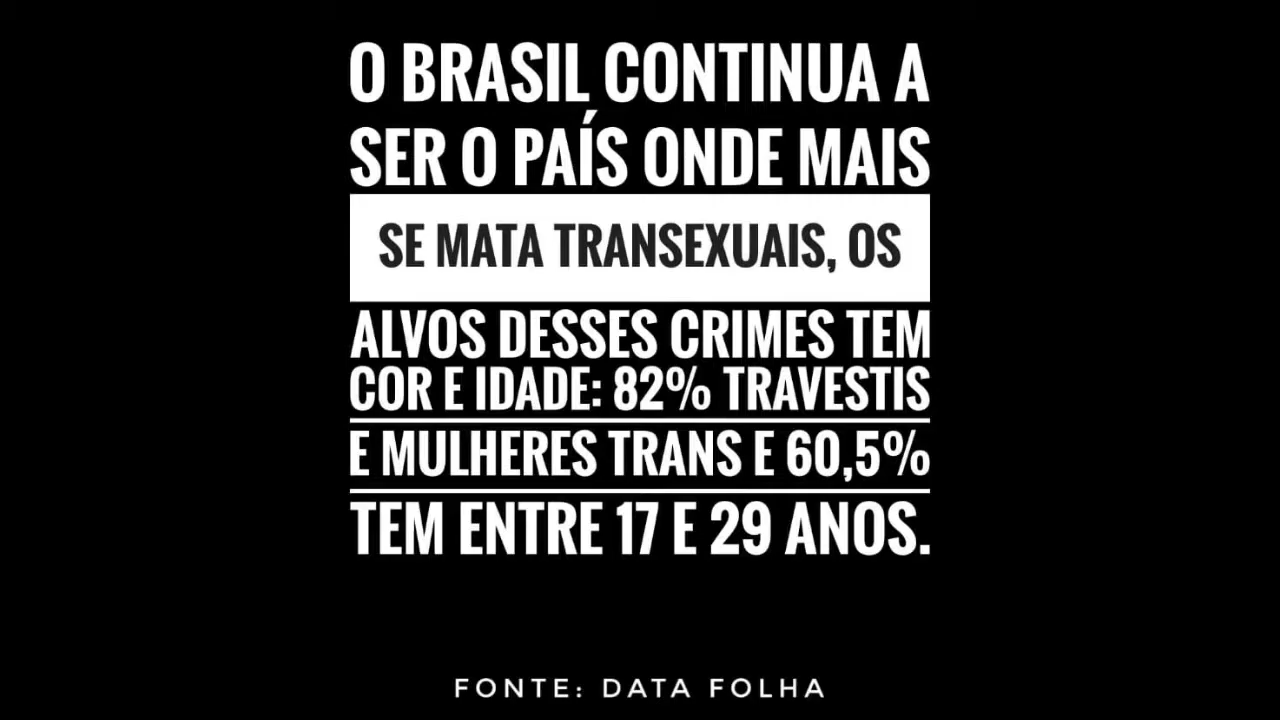 O BRASIL CONTINUA A
SER O PAÍS ONDE MAIS
SE MATA TRANSEXUAIS, OS
ALVOS DESSES CRIMES TEM
COR E IDADE: 82% TRAVESTIS
E MULHERES TRANS E 60,5%
TEM ENTRE 17 E 29 ANOS.
FONTE: DATA FOLHA